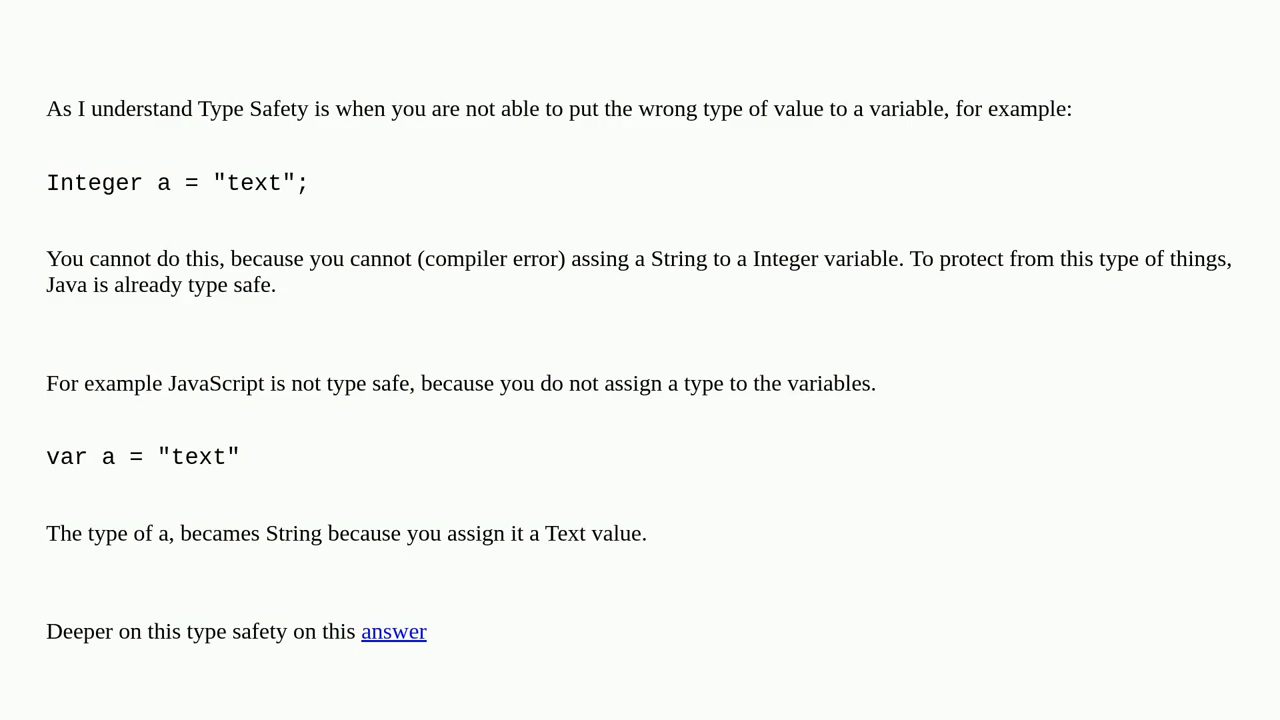 As I understand Type Safety is when you are not able to put the wrong type of value to a variable, for example:
Integer a = "text";
You cannot do this, because you cannot (compiler error) assing a String to a Integer variable. To protect from this type of things,
Java is already type safe.
For example JavaScript is not type safe, because you do not assign a type to the variables.
var a = "text"
The type of a, becames String because you assign it a Text value.
Deeper on this type safety on this answer